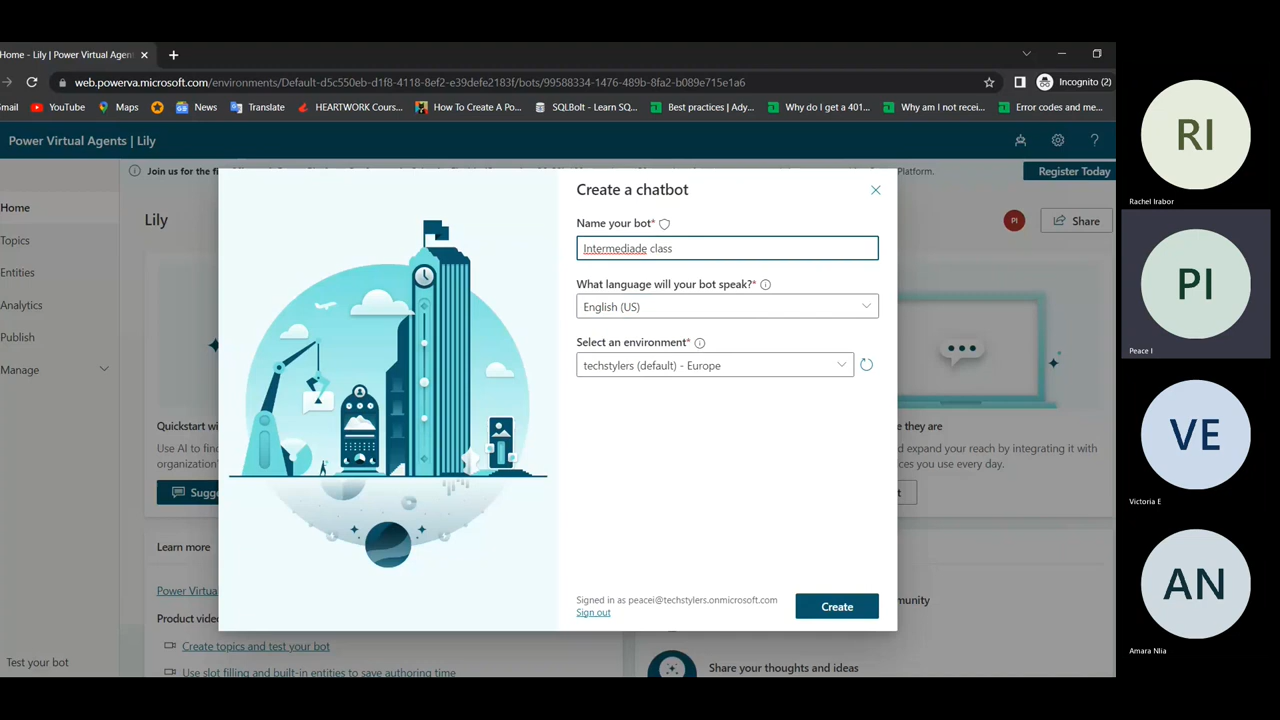 Home - Lily | Power Virtual Agen
web.powerva.microsoft.com/environments/Default-d5c550eb-d1f8-4118-8ef2-e39defe2183f/bots/99588334-1476-489b-8fa2-b089e715e1a6
Incognito (2)
mail
YouTube
Maps
News
Translate
HEARTWORK Cours...
How To Create A Po...
SQLBolt - Learn SQ...
Best practices | Ady...
Why do I get a 401...
Why am I not recei...
Error codes and me...
Power Virtual Agents | Lily
Join us for the fi
Platform.
Register Today
Home
Topics
Entities
Analytics
Publish
Manage
Test your bot
Lily
PI
Share
Quickstart wi
Use AI to find
organization'
Sugg
Learn more
Power Virtua
Product vide
Create topics and test your bot
Use slot filling and built-in entities to save authoring time
Create a chatbot
Name your bot*
Intermediade class
What language will your bot speak?*
English (US)
Select an environment*
techstylers (default) - Europe
Signed in as peacei@techstylers.onmicrosoft.com
Sign out
Create
e they are
d expand your reach by integrating it with
ces you use every day.
t
munity
Share your thoughts and ideas
RI
Rachel Irabor
PI
Peace I
VE
Victoria E
AN
Amara Nlia